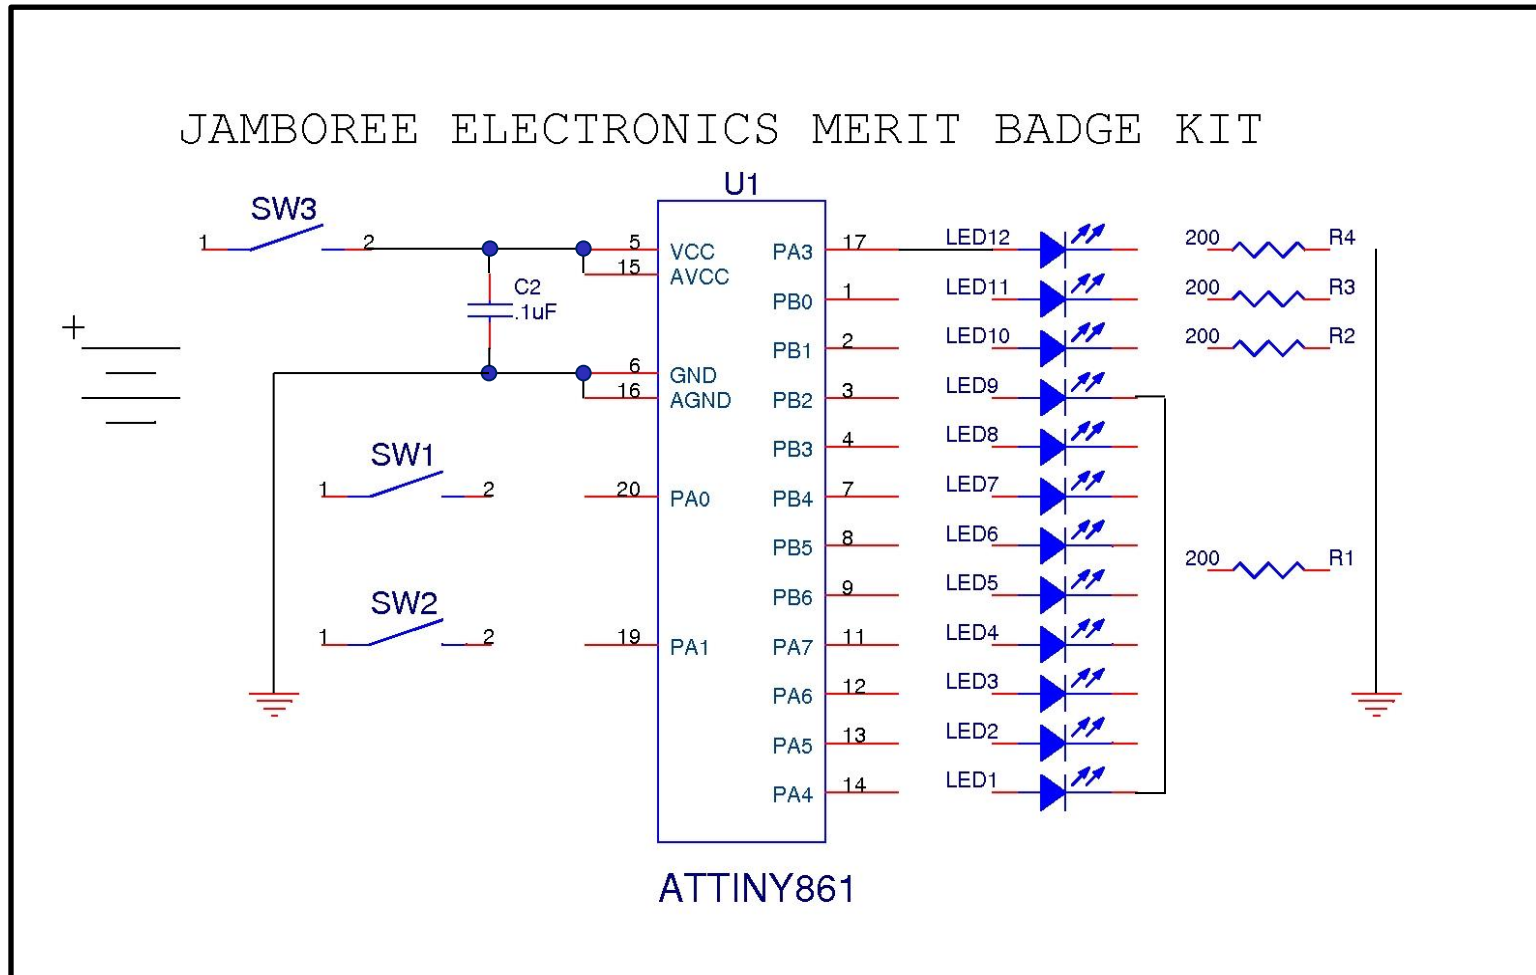 JAMBOREE ELECTRONICS MERIT BADGE KIT
U1
SW3
1 2 5 VCC PA3 17 LED12 200 R4
15 AVCC
C2 PB0 1 LED11 200 R3
.1uF
+ PB1 2 LED10 200 R2
6 GND
16 AGND PB2 3 LED9
PB3 4 LED8
SW1
1 2 20 PA0 PB4 7 LED7
PB5 8 LED6
200 R1
PB6 9 LED5
SW2
1 2 19 PA1 PA7 11 LED4
PA6 12 LED3
PA5 13 LED2
PA4 14 LED1
ATTINY861